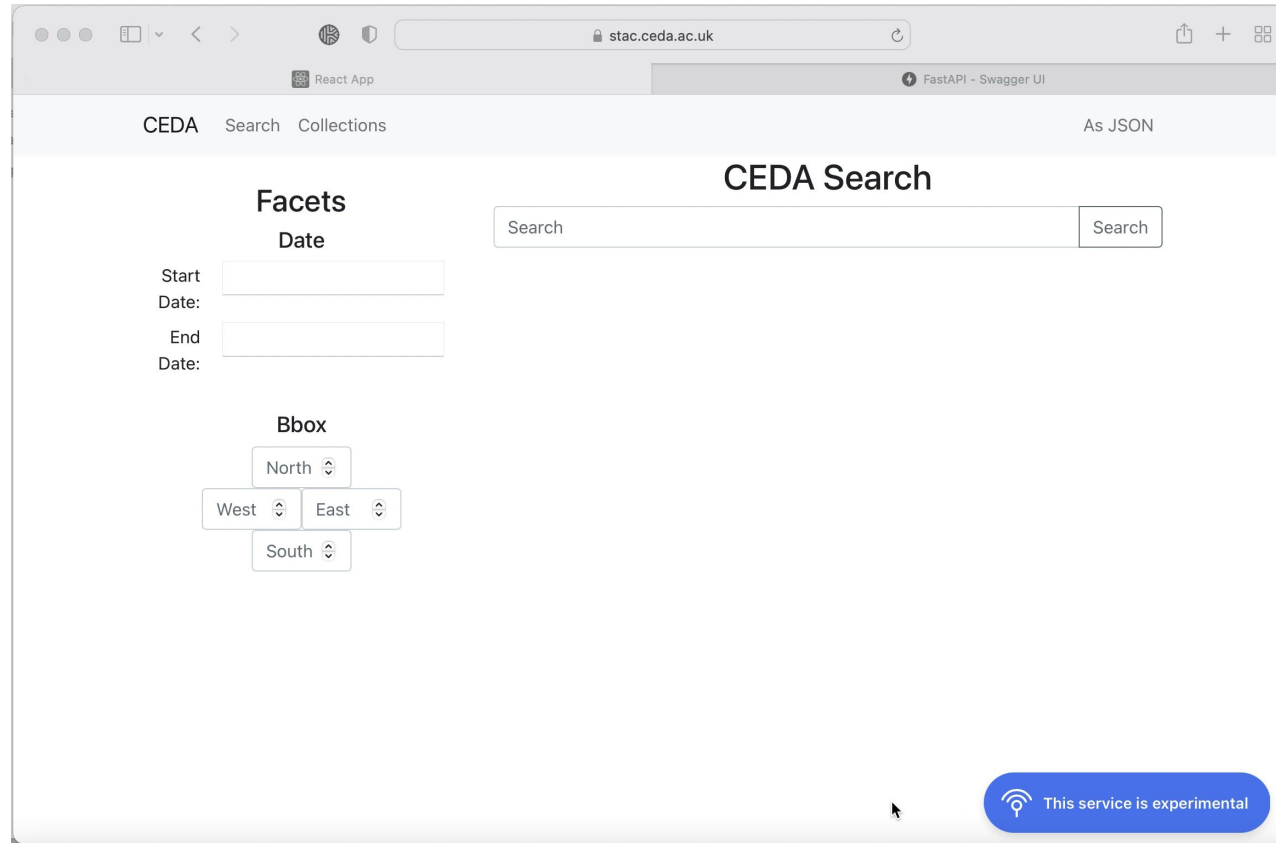 stac.ceda.ac.uk
React App
FastAPI - Swagger UI
CEDA Search Collections As JSON
CEDA Search
Facets
Search Search
Date
Start
Date:
End
Date:
Bbox
North
West East
South
This service is experimental